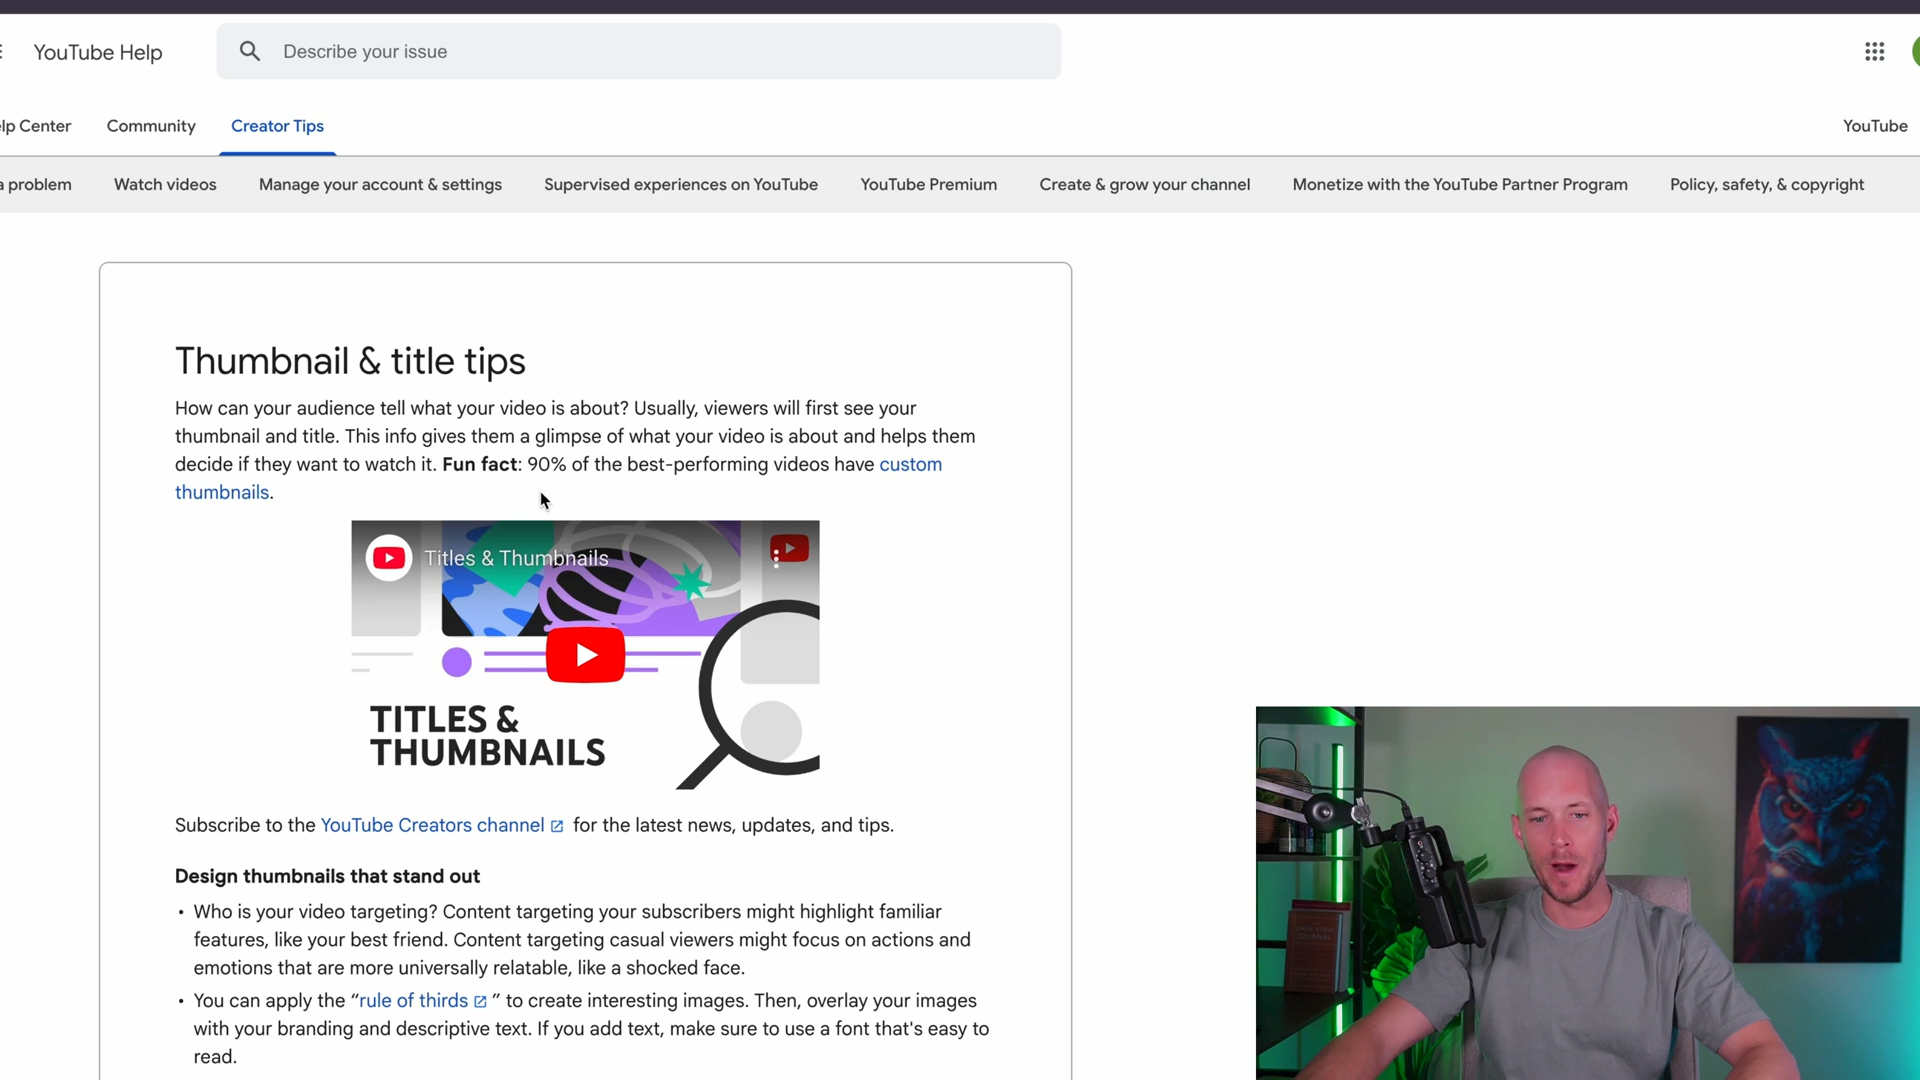 YouTube Help
Describe your issue
lp Center
Community
Creator Tips
YouTube
a problem
Watch videos
Manage your account & settings
Supervised experiences on YouTube
YouTube Premium
Create & grow your channel
Monetize with the YouTube Partner Program
Policy, safety, & copyright
Thumbnail & title tips
How can your audience tell what your video is about? Usually, viewers will first see your
thumbnail and title. This info gives them a glimpse of what your video is about and helps them
decide if they want to watch it. Fun fact: 90% of the best-performing videos have custom
thumbnails.
Titles & Thumbnails
TITLES &
THUMBNAILS
Subscribe to the YouTube Creators channel for the latest news, updates, and tips.
Design thumbnails that stand out
• Who is your video targeting? Content targeting your subscribers might highlight familiar
features, like your best friend. Content targeting casual viewers might focus on actions and
emotions that are more universally relatable, like a shocked face.
• You can apply the “rule of thirds ” to create interesting images. Then, overlay your images
with your branding and descriptive text. If you add text, make sure to use a font that's easy to
read.
JOURNAL